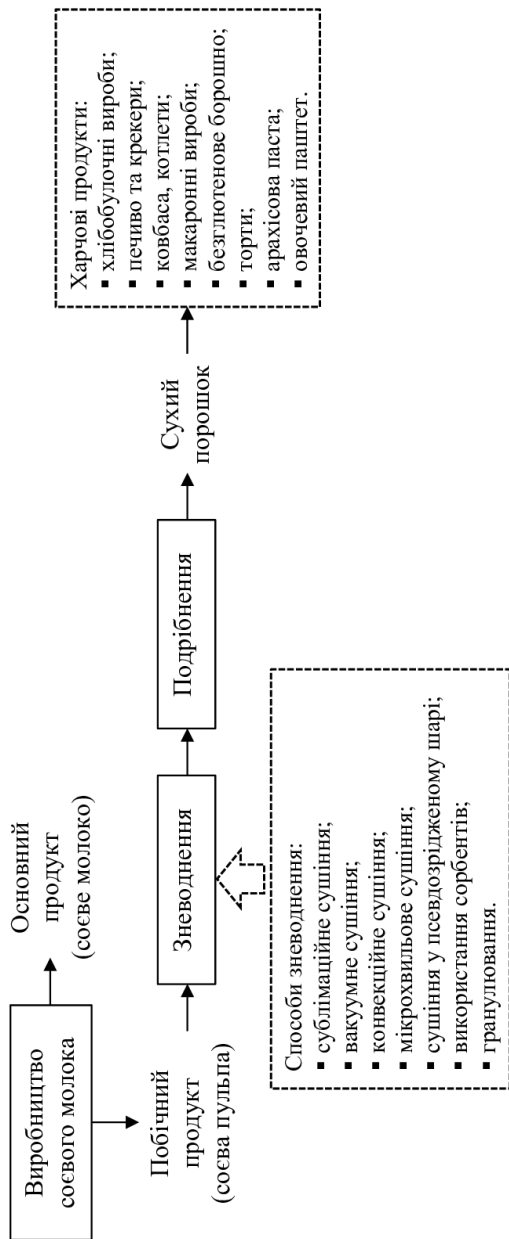 Виробництво
соєвого молока
Основний
продукт
(соєве молоко)
Побічний
продукт
(соєва пульпа)
Зневоднення
Подрібнення
Сухий
порошок
Способи зневоднення:
▪ сублімаційне сушіння;
▪ вакуумне сушіння;
▪ конвекційне сушіння;
▪ мікрохвильове сушіння;
▪ сушіння у псевдозрідженому шарі;
▪ використання сорбентів;
▪ гранулювання.
Харчові продукти:
▪ хлібобулочні вироби;
▪ печиво та крекери;
▪ ковбаса, котлети;
▪ макаронні вироби;
▪ безглютенове борошно;
▪ торти;
▪ арахісова паста;
▪ овочевий паштет.